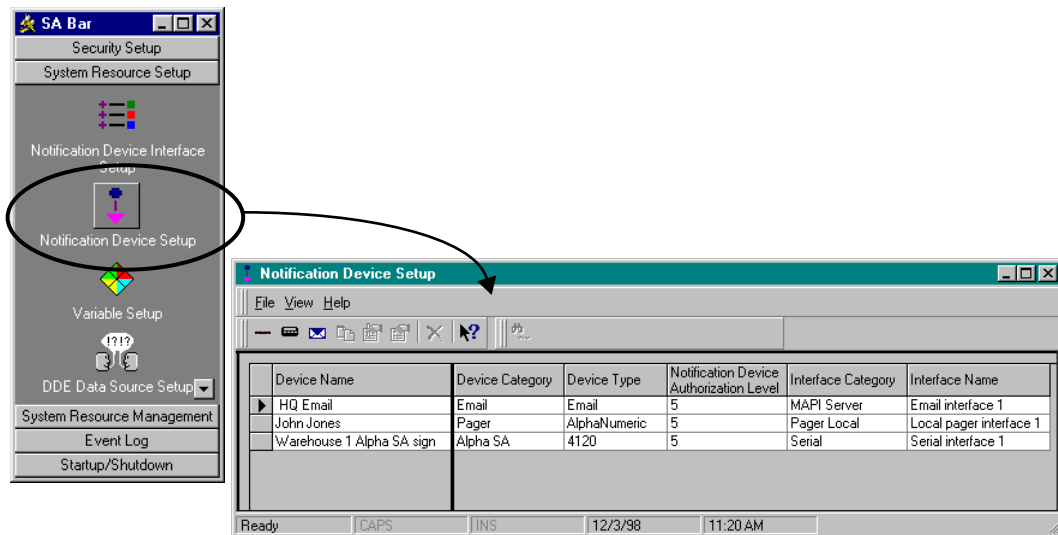 SA Bar
Security Setup
System Resource Setup
Notification Device Interface
Setup
Notification Device Setup
Variable Setup
!?!?
DDE Data Source Setup
System Resource Management
Event Log
Startup/Shutdown
Notification Device Setup
File View Help
Device Name Device Category Device Type Notification Device Authorization Level Interface Category Interface Name
HQ Email Email Email 5 MAPI Server Email interface 1
John Jones Pager AlphaNumeric 5 Pager Local Local pager interface 1
Warehouse 1 Alpha SA sign Alpha SA 4120 5 Serial Serial interface 1
Ready CAPS INS 12/3/98 11:20 AM